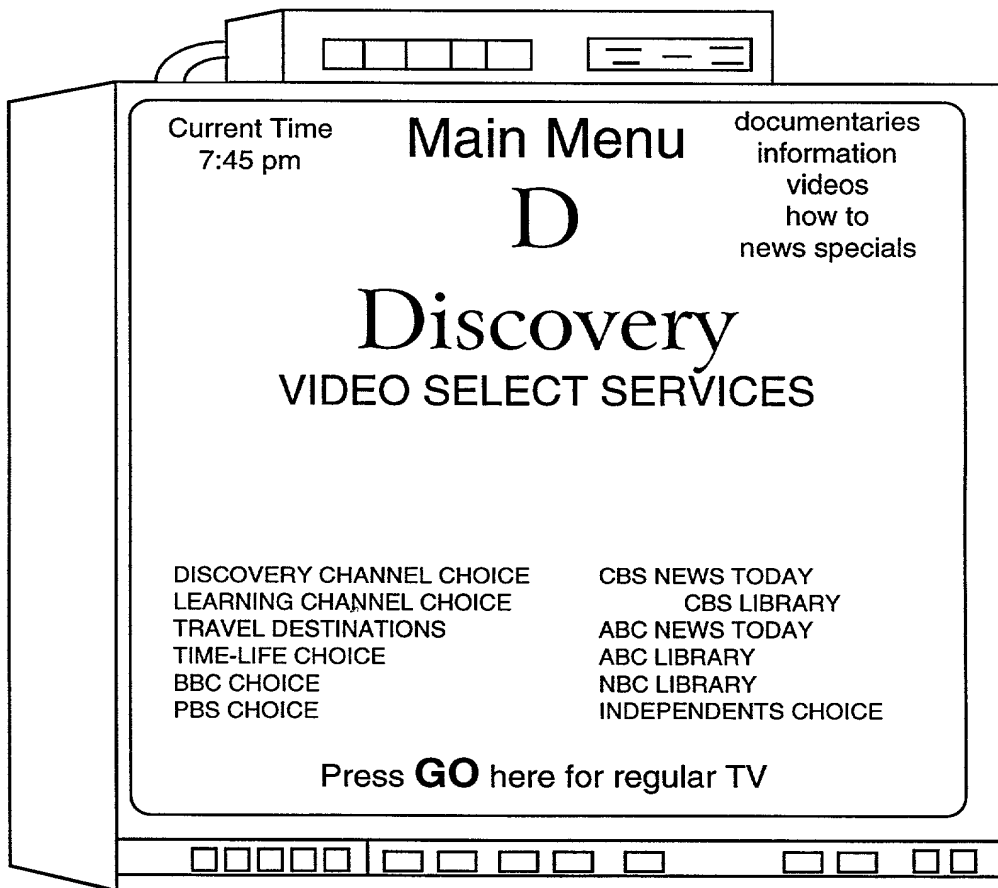 Current Time
7:45 pm
Main Menu
documentaries
information
videos
how to
news specials
D
Discovery
VIDEO SELECT SERVICES
DISCOVERY CHANNEL CHOICE
LEARNING CHANNEL CHOICE
TRAVEL DESTINATIONS
TIME-LIFE CHOICE
BBC CHOICE
PBS CHOICE
CBS NEWS TODAY
CBS LIBRARY
ABC NEWS TODAY
ABC LIBRARY
NBC LIBRARY
INDEPENDENTS CHOICE
Press GO here for regular TV